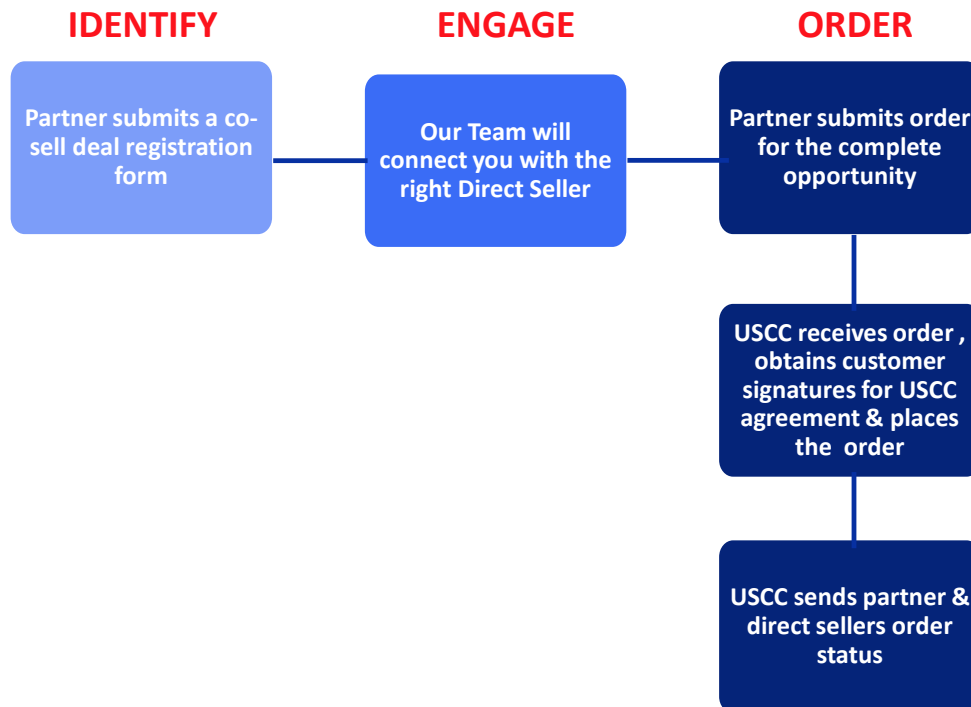 IDENTIFY
ENGAGE
ORDER
Partner submits a co-
sell deal registration
form
Our Team will
connect you with the
right Direct Seller
Partner submits order
for the complete
opportunity
USCC receives order ,
obtains customer
signatures for USCC
agreement & places
the order
USCC sends partner &
direct sellers order
status